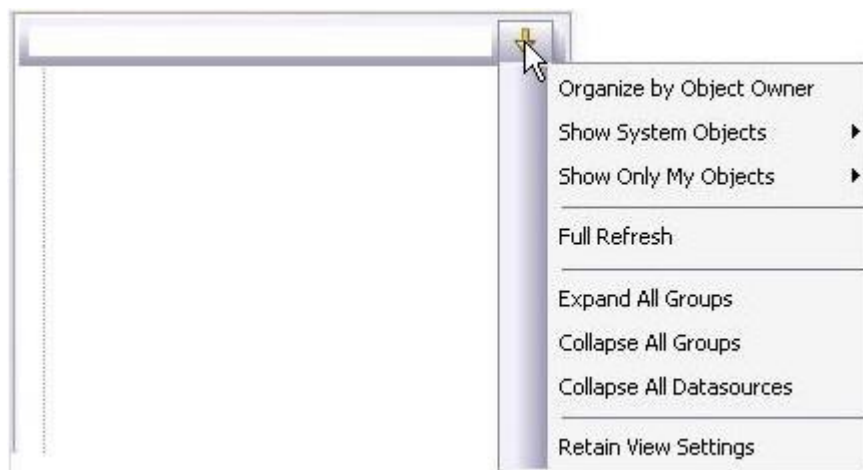 Organize by Object Owner
Show System Objects
Show Only My Objects
Full Refresh
Expand All Groups
Collapse All Groups
Collapse All Datasources
Retain View Settings